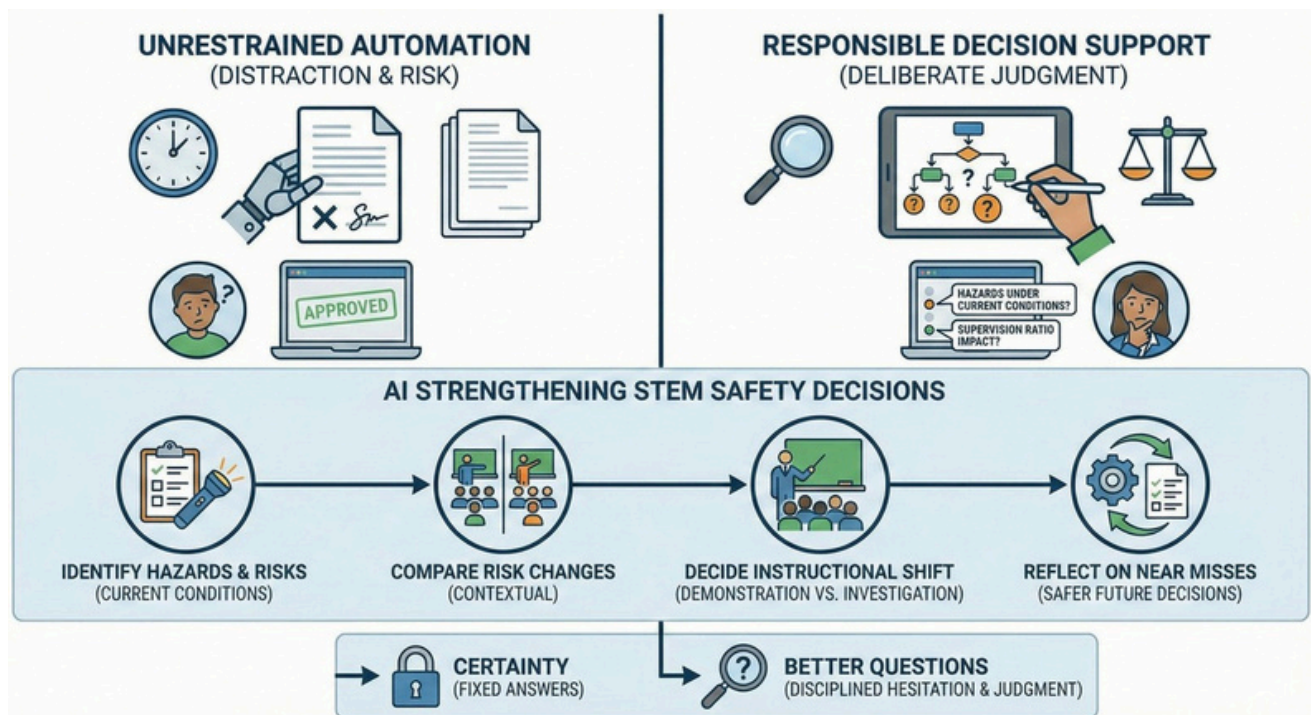 UNRESTRAINED AUTOMATION
(DISTRACTION & RISK)
?
APPROVED
RESPONSIBLE DECISION SUPPORT
(DELIBERATE JUDGMENT)
?
? ? ?
HAZARDS UNDER
CURRENT CONDITIONS?
SUPERVISION RATIO
IMPACT?
AI STRENGTHENING STEM SAFETY DECISIONS
IDENTIFY HAZARDS & RISKS
(CURRENT CONDITIONS)
COMPARE RISK CHANGES
(CONTEXTUAL)
DECIDE INSTRUCTIONAL SHIFT
(DEMONSTRATION VS. INVESTIGATION)
REFLECT ON NEAR MISSES
(SAFER FUTURE DECISIONS)
CERTAINTY
(FIXED ANSWERS)
?
BETTER QUESTIONS
(DISCIPLINED HESITATION & JUDGMENT)